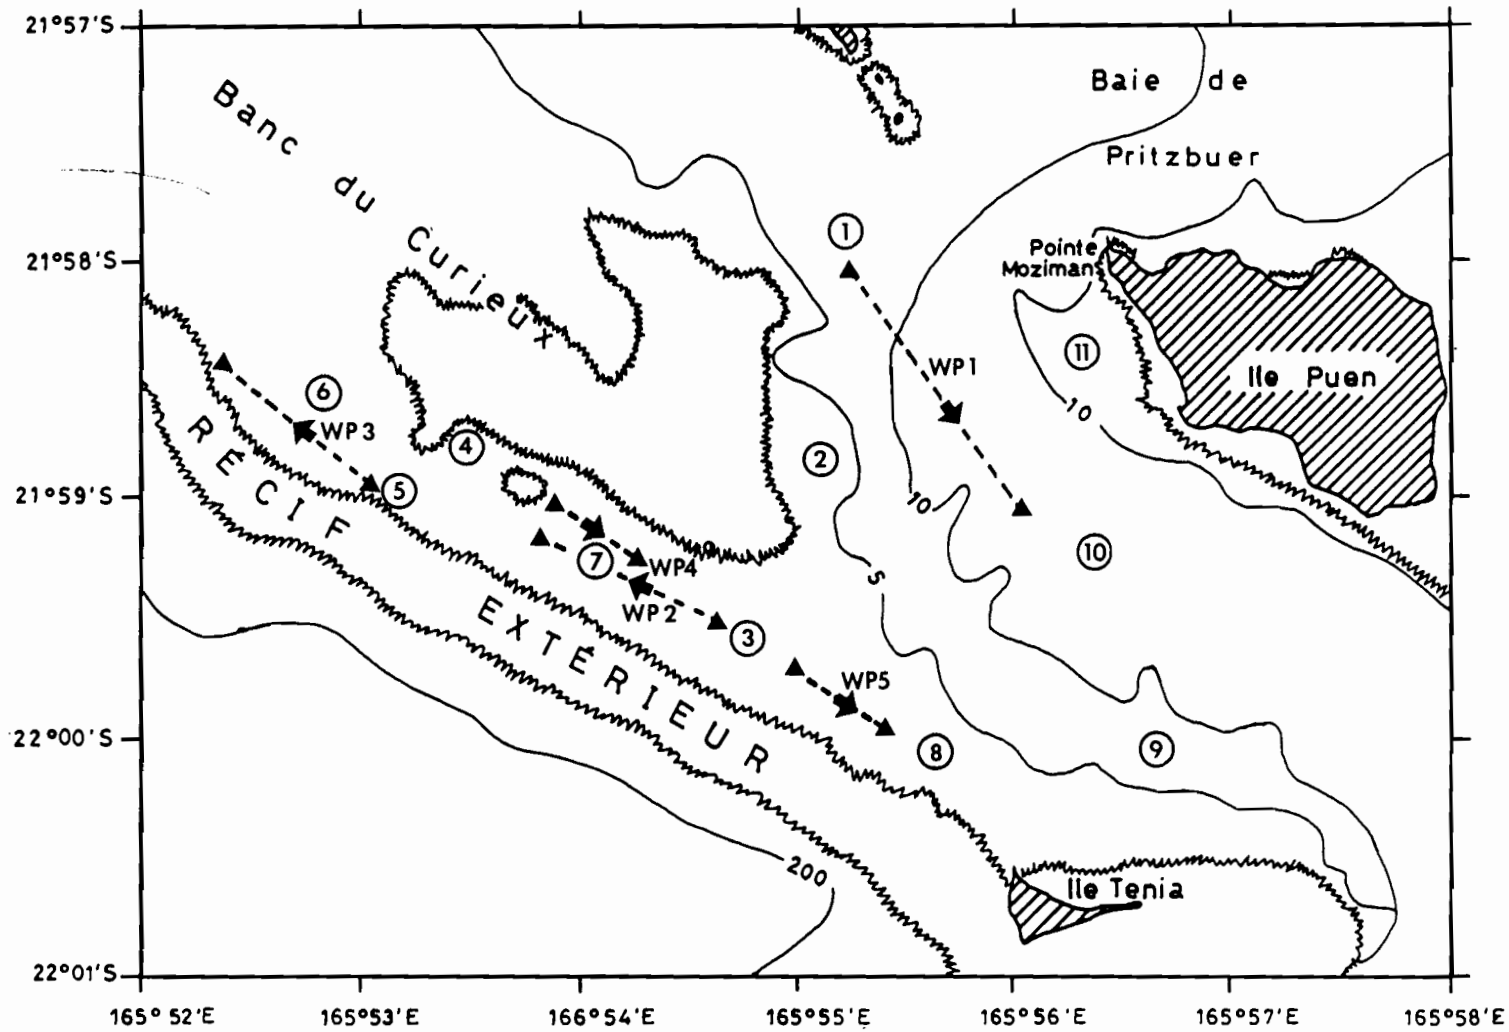 21°57'S
Banc du Curieux
Baie de
Pritzbuer
1
21°58'S
Pointe
Moziman
11
WP1
Ile Puen
6
10
WP3
4
2
RÉCIF
5
21°59'S
10
10
7
WP4
5
WP2
EXTÉRIEUR
3
WP5
22°00'S
8
9
200
Ile Tenia
22°01'S
165°52'E
165°53'E
166°54'E
165°55'E
165°56'E
165°57'E
165°58'E